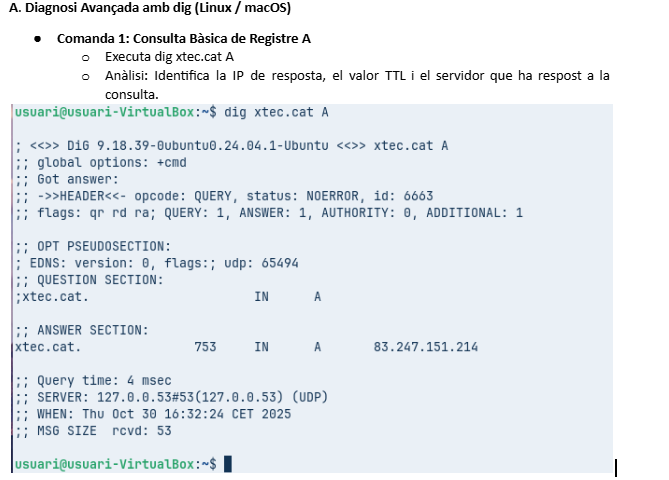 A. Diagnosi Avançada amb dig (Linux / macOS)
● Comanda 1: Consulta Bàsica de Registre A
o Executa dig xtec.cat A
o Anàlisi: Identifica la IP de resposta, el valor TTL i el servidor que ha respost a la
consulta.
usuari@usuari-VirtualBox:~$ dig xtec.cat A
; <<>> DiG 9.18.39-0ubuntu0.24.04.1-Ubuntu <<>> xtec.cat A
;; global options: +cmd
;; Got answer:
;; ->>HEADER<<- opcode: QUERY, status: NOERROR, id: 6663
;; flags: qr rd ra; QUERY: 1, ANSWER: 1, AUTHORITY: 0, ADDITIONAL: 1
;; OPT PSEUDOSECTION:
; EDNS: version: 0, flags:; udp: 65494
;; QUESTION SECTION:
;xtec.cat. IN A
;; ANSWER SECTION:
xtec.cat. 753 IN A 83.247.151.214
;; Query time: 4 msec
;; SERVER: 127.0.0.53#53(127.0.0.53) (UDP)
;; WHEN: Thu Oct 30 16:32:24 CET 2025
;; MSG SIZE rcvd: 53
usuari@usuari-VirtualBox:~$